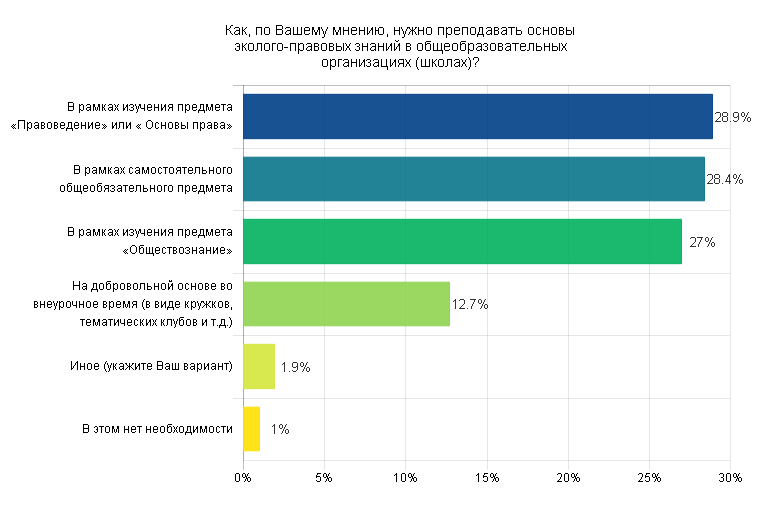 Как, по Вашему мнению, нужно преподавать основы
эколого-правовых знаний в общеобразовательных
организациях (школах)?
В рамках изучения предмета
«Правоведение» или « Основы права»
28.9%
В рамках самостоятельного
общеобязательного предмета
28.4%
В рамках изучения предмета
«Обществознание»
27%
На добровольной основе во
внеурочное время (в виде кружков,
тематических клубов и т.д.)
12.7%
Иное (укажите Ваш вариант)
1.9%
В этом нет необходимости
1%
0% 5% 10% 15% 20% 25% 30%